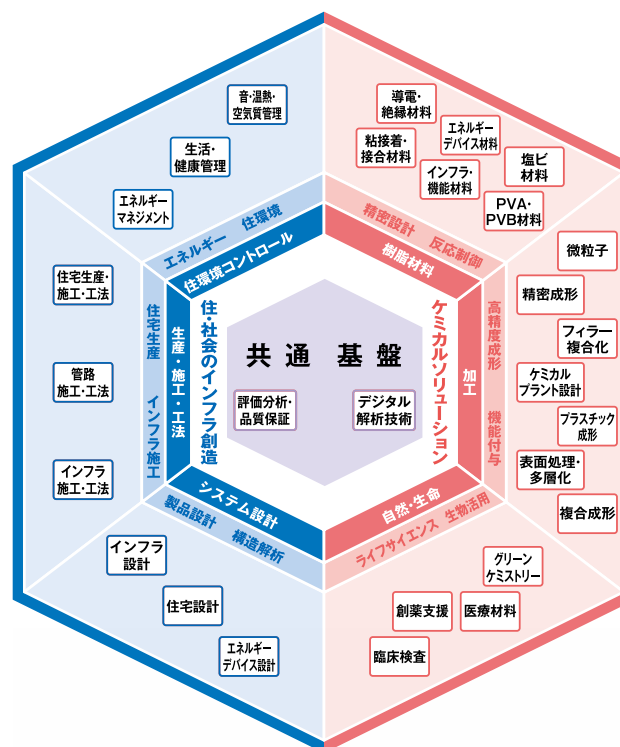 音・温熱・
空気質管理
生活・
健康管理
エネルギー
マネジメント
エネルギー　住環境
住環境コントロール
導電・
絶縁材料
粘接着・
接合材料
エネルギー
デバイス材料
インフラ・
機能材料
塩ビ
材料
PVA・
PVB材料
精密設計　反応制御
樹脂材料
住宅生産・
施工・工法
管路
施工・工法
インフラ
施工・工法
住宅生産　インフラ施工
生産・施工・工法
住・社会のインフラ創造
共通　基盤
評価分析・
品質保証
デジタル
解析技術
ケミカルソリューション
加工
高精度成形　機能付与
微粒子
精密成形
フィラー
複合化
ケミカル
プラント設計
プラスチック
成形
表面処理・
多層化
複合成形
システム設計
製品設計　構造解析
インフラ
設計
住宅設計
エネルギー
デバイス設計
自然・生命
ライフサイエンス　生物活用
グリーン
ケミストリー
創薬支援
医療材料
臨床検査